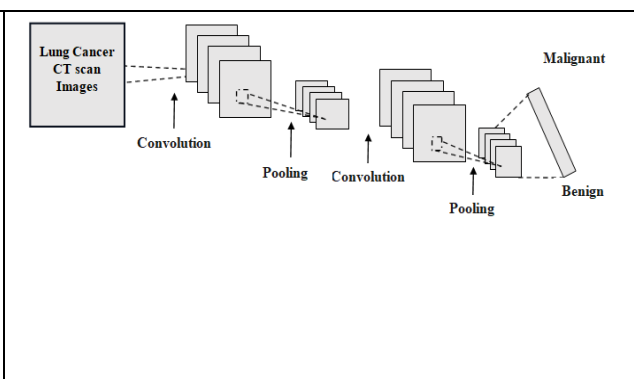 Lung Cancer
CT scan
Images
Convolution
Pooling
Convolution
Pooling
Malignant
Benign